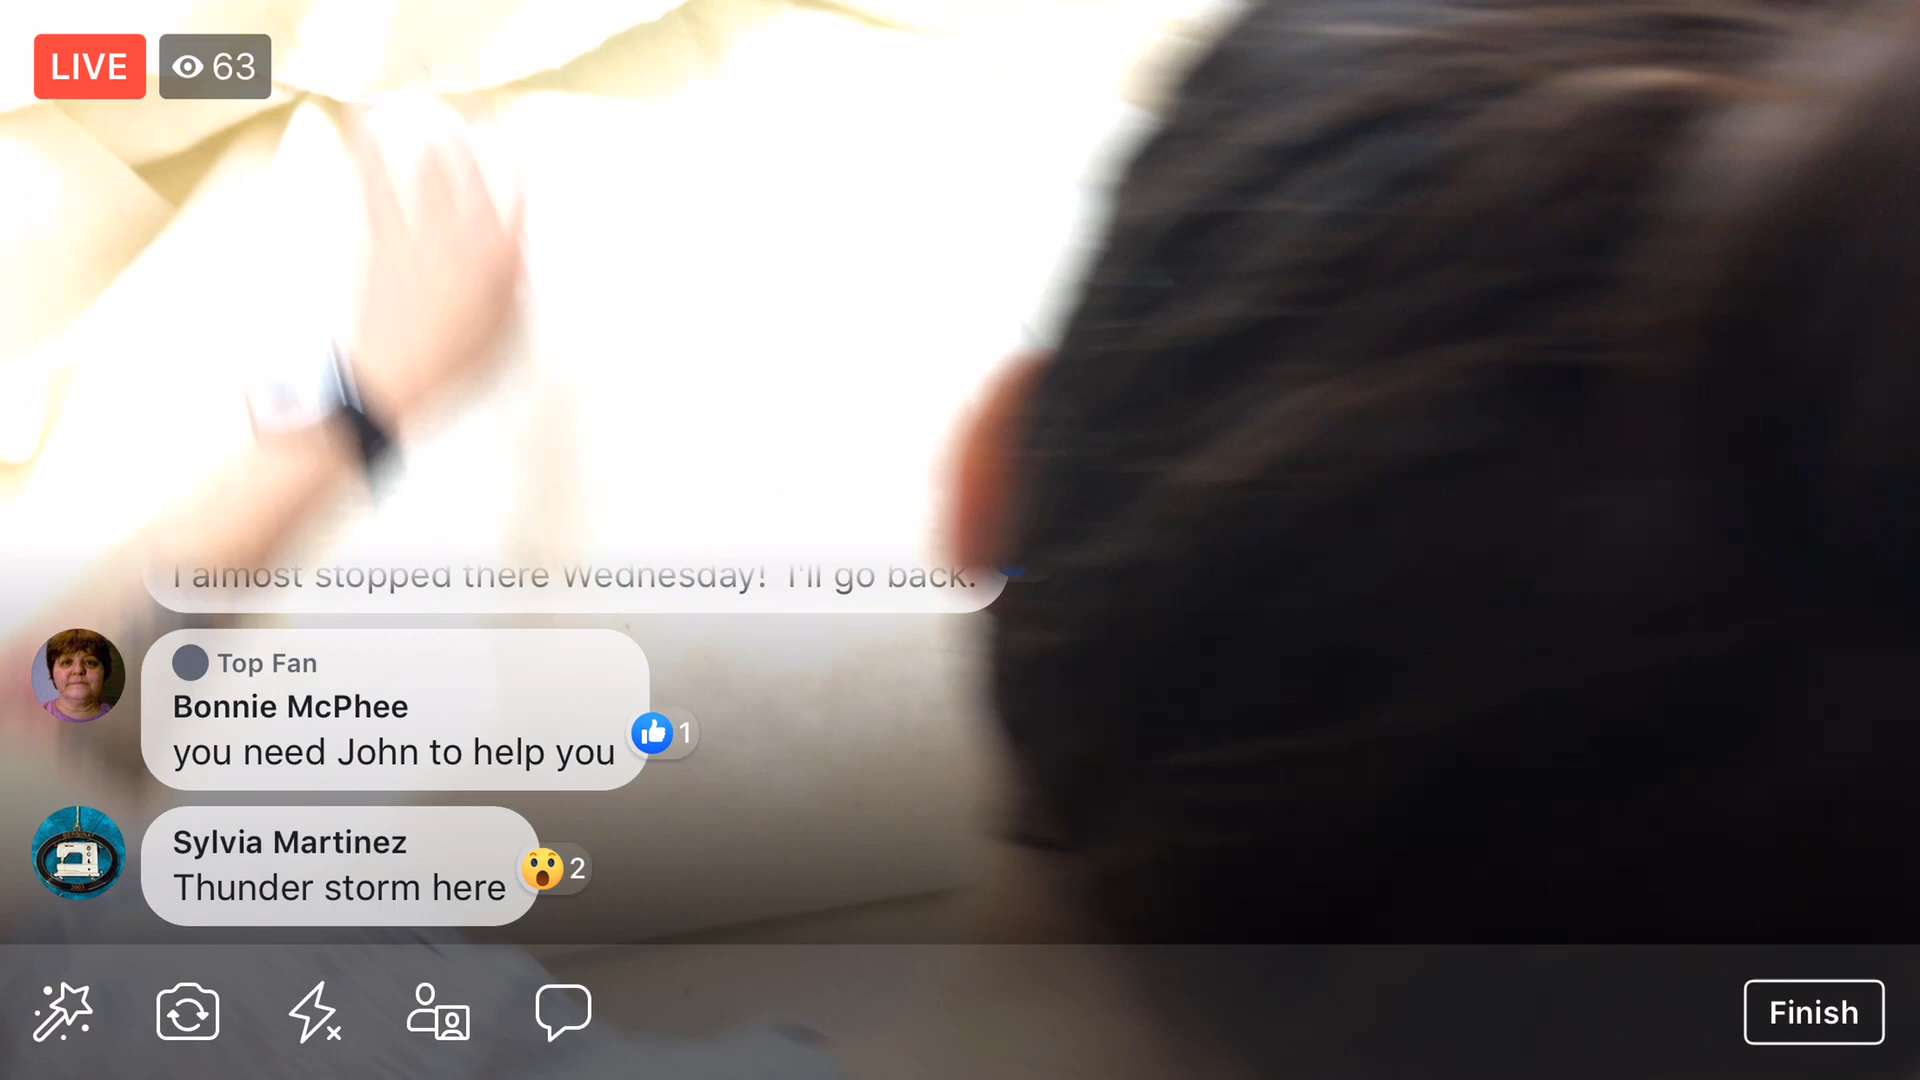 LIVE
63
I almost stopped there Wednesday! I'll go back.
Top Fan
Bonnie McPhee
you need John to help you
1
Sylvia Martinez
Thunder storm here
2
Finish